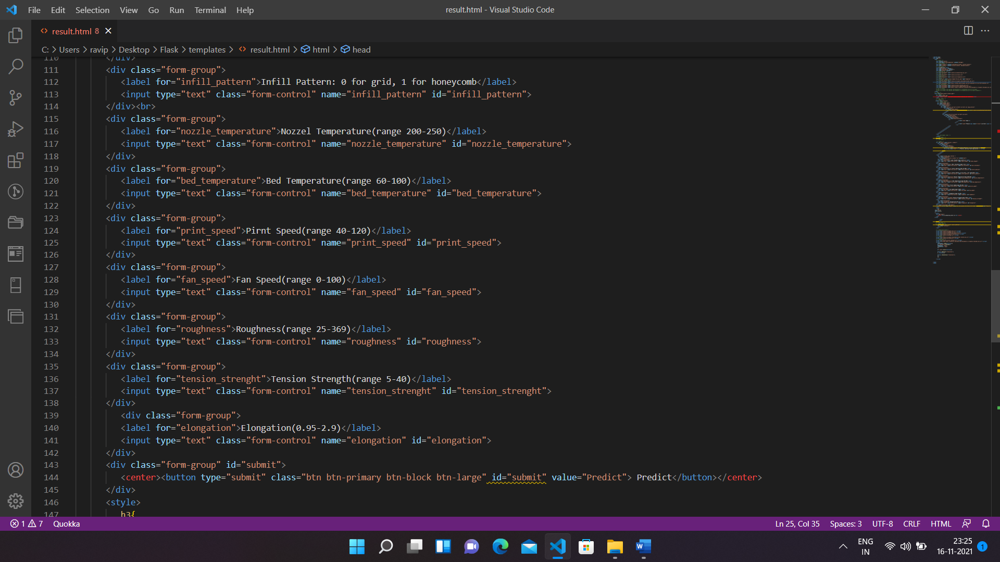 File Edit Selection View Go Run Terminal Help result.html - Visual Studio Code
result.html 8
C: > Users > ravip > Desktop > Flask > templates > result.html > html > head
110 </div>
111 <div class="form-group">
112 <label for="infill_pattern">Infill Pattern: 0 for grid, 1 for honeycomb</label>
113 <input type="text" class="form-control" name="infill_pattern" id="infill_pattern">
114 </div><br>
115 <div class="form-group">
116 <label for="nozzle_temperature">Nozzel Temperature(range 200-250)</label>
117 <input type="text" class="form-control" name="nozzle_temperature" id="nozzle_temperature">
118 </div>
119 <div class="form-group">
120 <label for="bed_temperature">Bed Temperature(range 60-100)</label>
121 <input type="text" class="form-control" name="bed_temperature" id="bed_temperature">
122 </div>
123 <div class="form-group">
124 <label for="print_speed">Pirnt Speed(range 40-120)</label>
125 <input type="text" class="form-control" name="print_speed" id="print_speed">
126 </div>
127 <div class="form-group">
128 <label for="fan_speed">Fan Speed(range 0-100)</label>
129 <input type="text" class="form-control" name="fan_speed" id="fan_speed">
130 </div>
131 <div class="form-group">
132 <label for="roughness">Roughness(range 25-369)</label>
133 <input type="text" class="form-control" name="roughness" id="roughness">
134 </div>
135 <div class="form-group">
136 <label for="tension_strenght">Tension Strength(range 5-40)</label>
137 <input type="text" class="form-control" name="tension_strenght" id="tension_strenght">
138 </div>
139 <div class="form-group">
140 <label for="elongation">Elongation(0.95-2.9)</label>
141 <input type="text" class="form-control" name="elongation" id="elongation">
142 </div>
143 <div class="form-group" id="submit">
144 <center><button type="submit" class="btn btn-primary btn-block btn-large" id="submit" value="Predict"> Predict</button></center>
145 </div>
146 <style>
147 h3{
1 7 Quokka Ln 25, Col 35 Spaces: 3 UTF-8 CRLF HTML
W ENG 23:25
IN 16-11-2021 1